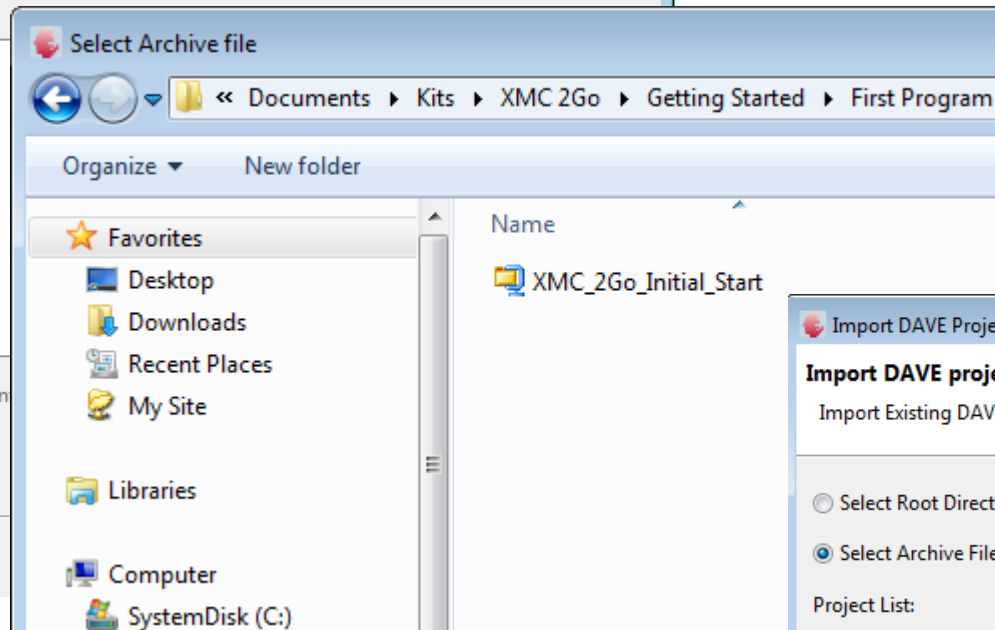 Select Archive file
« Documents Kits XMC 2Go Getting Started First Program
Organize New folder
Favorites
Desktop
Downloads
Recent Places
My Site
Libraries
Computer
SystemDisk (C:)
Name
XMC_2Go_Initial_Start
Import DAVE Proje
Import DAVE proje
Import Existing DAV
Select Root Direct
Select Archive File
Project List: